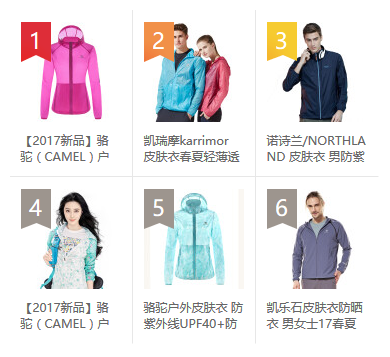 1
2
3
【2017新品】骆
驼（CAMEL）户
凯瑞摩karrimor
皮肤衣春夏轻薄透
诺诗兰/NORTHLA
ND 皮肤衣 男防紫
4
5
6
【2017新品】骆
驼（CAMEL）户
骆驼户外皮肤衣 防
紫外线UPF40+防
凯乐石皮肤衣防晒
衣 男女士17春夏